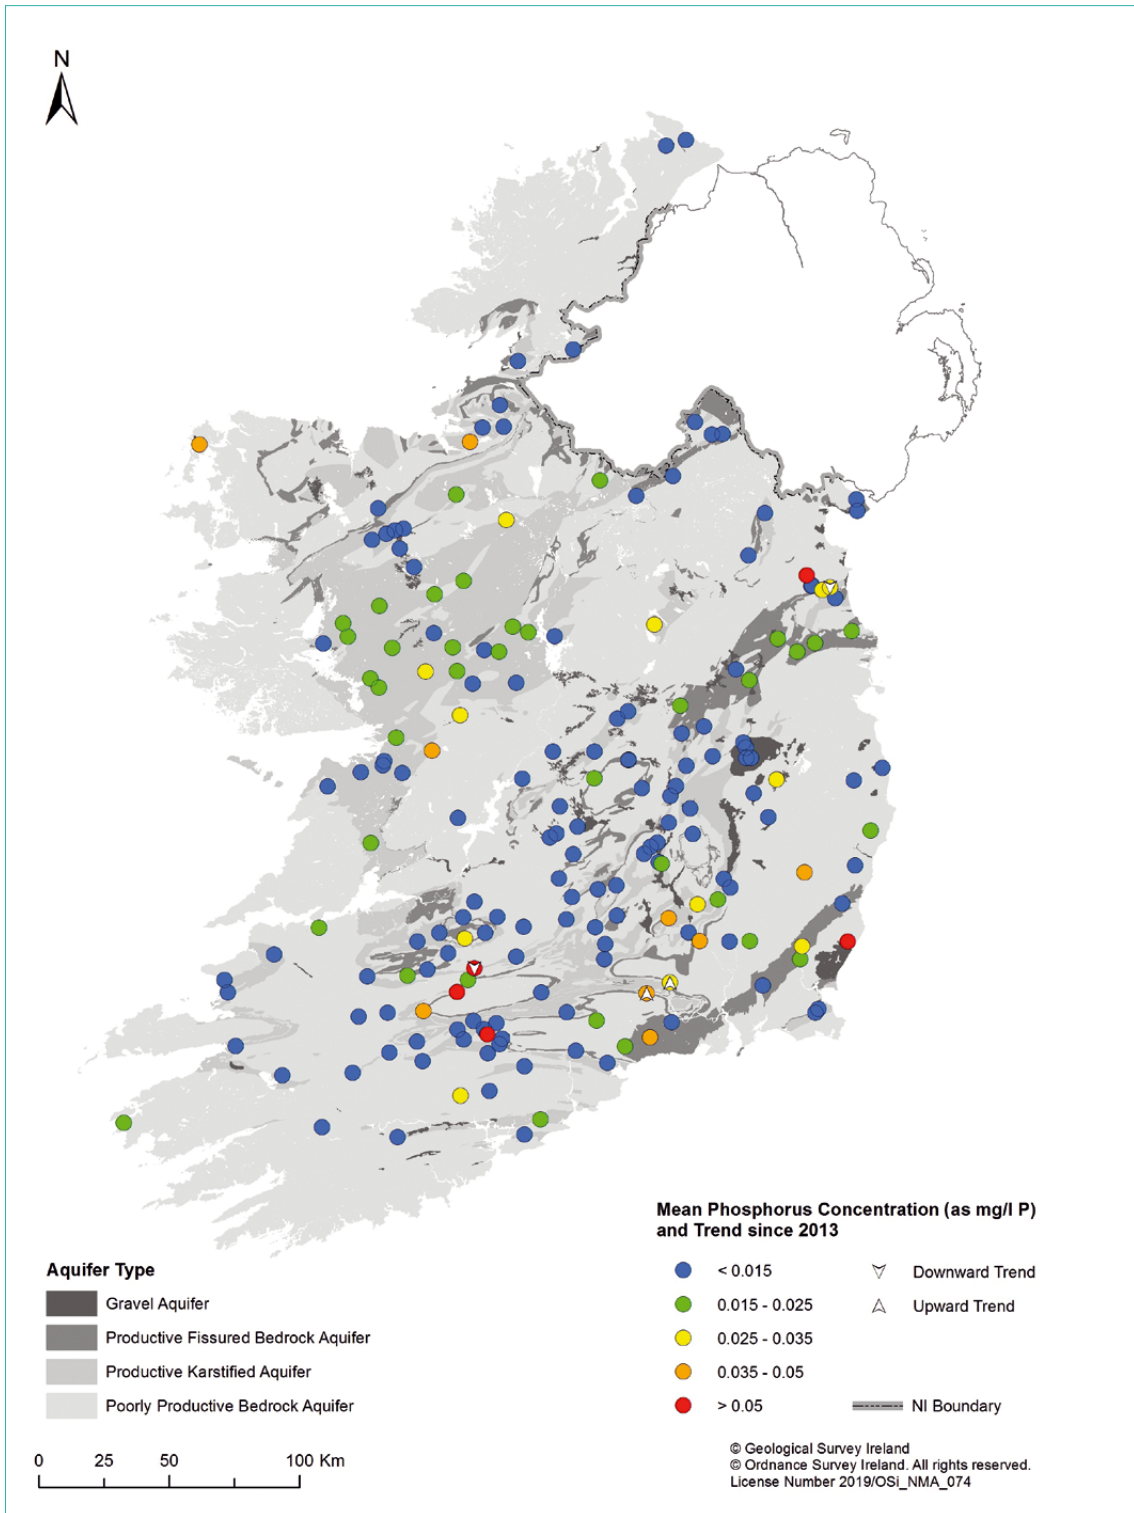 N
Mean Phosphorus Concentration (as mg/l P)
and Trend since 2013
< 0.015
Downward Trend
0.015 - 0.025
Upward Trend
0.025 - 0.035
0.035 - 0.05
> 0.05
NI Boundary
Aquifer Type
Gravel Aquifer
Productive Fissured Bedrock Aquifer
Productive Karstified Aquifer
Poorly Productive Bedrock Aquifer
0 25 50 100 Km
© Geological Survey Ireland
© Ordnance Survey Ireland. All rights reserved.
License Number 2019/OSi_NMA_074